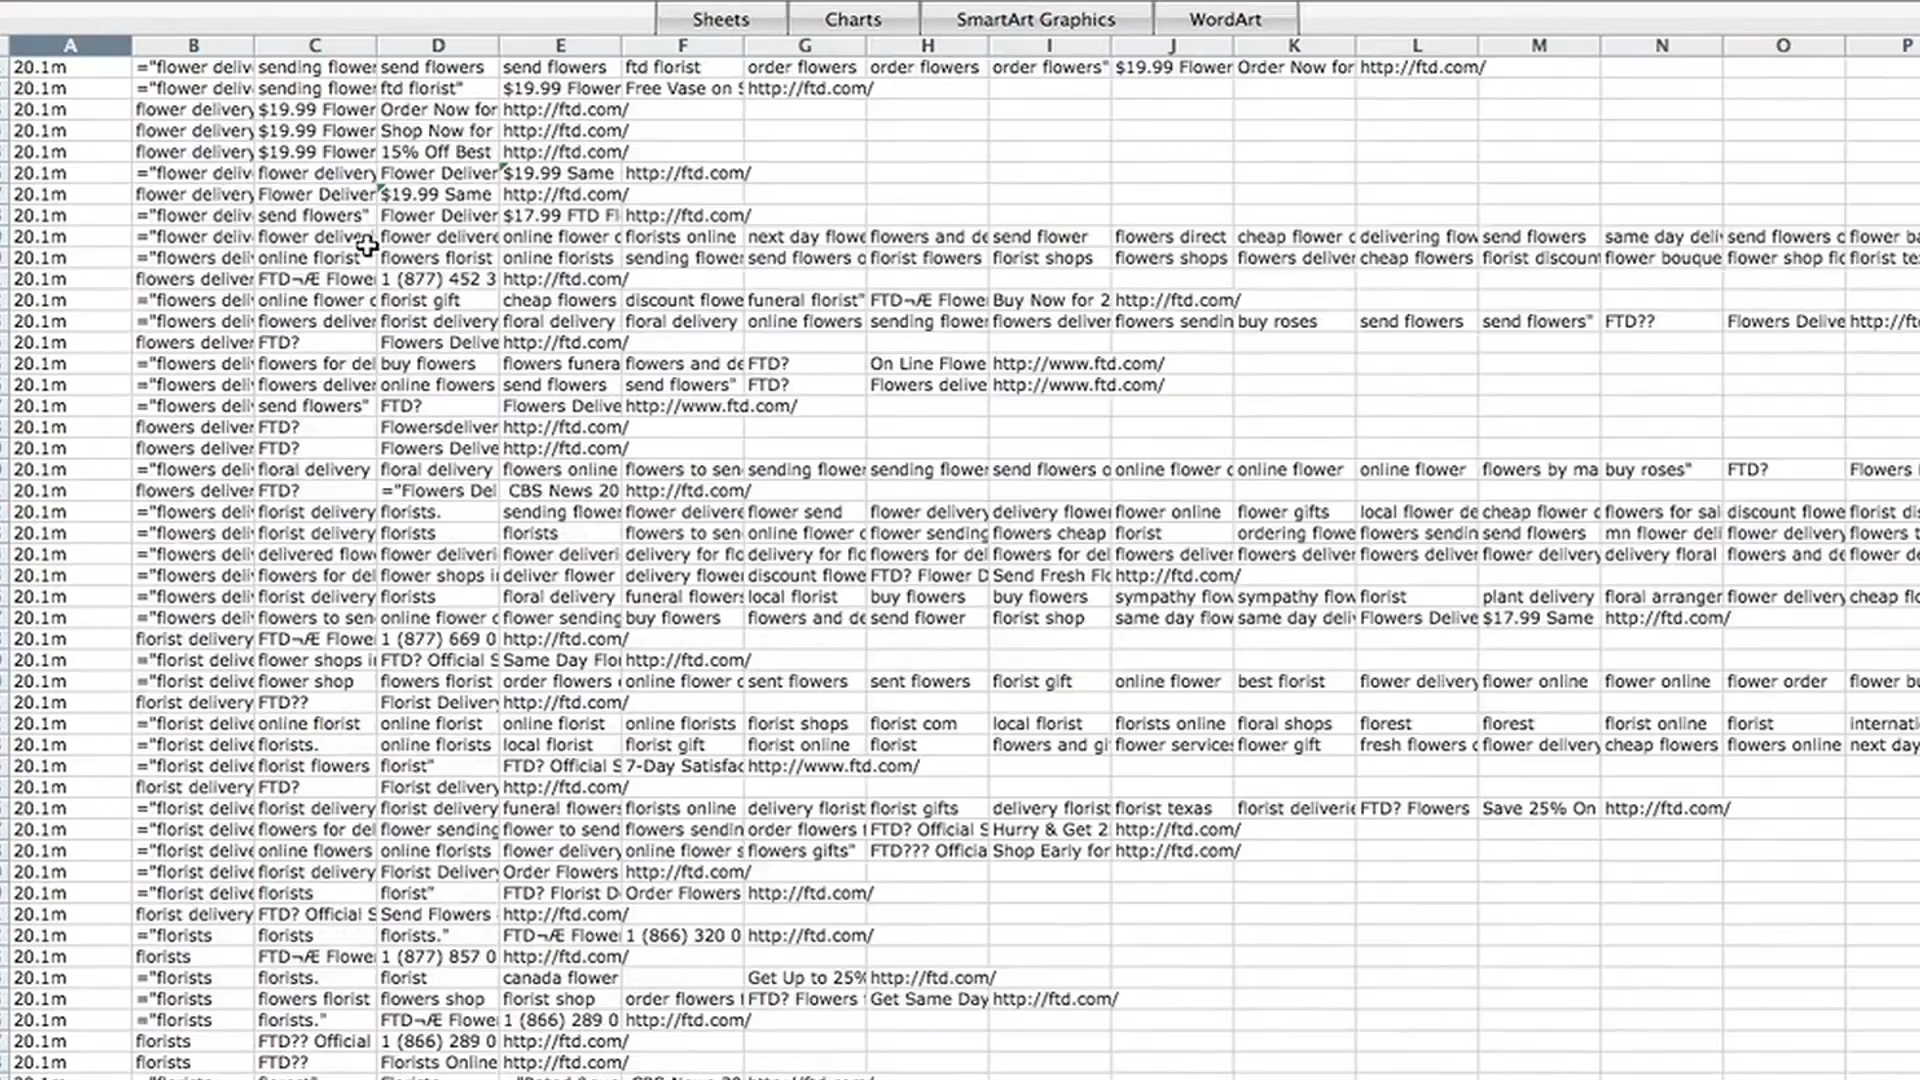 Sheets Charts SmartArt Graphics WordArt
A B C D E F G H I J K L M N O P
20.1m ="flower deliv sending flower send flowers send flowers ftd florist order flowers order flowers order flowers" $19.99 Flower Order Now for http://ftd.com/
20.1m ="flower deliv sending flower ftd florist" $19.99 Flower Free Vase on S http://ftd.com/
20.1m flower delivery $19.99 Flower Order Now for http://ftd.com/
20.1m flower delivery $19.99 Flower Shop Now for http://ftd.com/
20.1m flower delivery $19.99 Flower 15% Off Best http://ftd.com/
20.1m ="flower deliv flower delivery Flower Deliver $19.99 Same http://ftd.com/
20.1m flower delivery Flower Deliver $19.99 Same http://ftd.com/
20.1m ="flower deliv send flowers" Flower Deliver $17.99 FTD Fl http://ftd.com/
20.1m ="flower deliv flower deliver flower delivere online flower d florists online next day flowe flowers and de send flower flowers direct cheap flower d delivering flow send flowers same day deli send flowers c flower ba
20.1m ="flower deliv online florist flowers florist online florists sending flower send flowers o florist flowers florist shops flowers shops flowers deliver cheap flowers florist discount flower bouque flower shop flo florist te
20.1m flowers deliver FTD¬Æ Flower 1 (877) 452 3 http://ftd.com/
20.1m ="flowers deli online flower d florist gift cheap flowers discount flowe funeral florist" FTD¬Æ Flower Buy Now for 2 http://ftd.com/
20.1m ="flowers deli flowers deliver florist delivery floral delivery floral delivery online flowers sending flower flowers deliver flowers sendin buy roses send flowers send flowers" FTD?? Flowers Delive http://ft
20.1m flowers deliver FTD? Flowers Delive http://ftd.com/
20.1m ="flowers deli flowers for del buy flowers flowers funera flowers and de FTD? On Line Flowe http://www.ftd.com/
20.1m ="flowers deli flowers deliver online flowers send flowers send flowers" FTD? Flowers delive http://www.ftd.com/
20.1m ="flowers deli send flowers" FTD? Flowers Delive http://www.ftd.com/
20.1m flowers deliver FTD? Flowersdeliver http://ftd.com/
20.1m flowers deliver FTD? Flowers Delive http://ftd.com/
20.1m ="flowers deli floral delivery floral delivery flowers online flowers to sen sending flower sending flower send flowers o online flower d online flower online flower flowers by ma buy roses" FTD? Flowers
20.1m flowers deliver FTD? ="Flowers Del CBS News 20 http://ftd.com/
20.1m ="flowers deli florist delivery florists. sending flower flower delivere flower send flower delivery delivery flower flower online flower gifts local flower de cheap flower d flowers for sal discount flowe florist dis
20.1m ="flowers deli florist delivery florists florists flowers to sen online flower d flower sending flowers cheap florist ordering flowe flowers sendin send flowers mn flower deli flower delivery flowers t
20.1m ="flowers deli delivered flow flower deliveri flower deliveri delivery for flo delivery for flo flowers for del flowers for del flowers deliver flowers deliver flowers deliver flower delivery delivery floral flowers and de flower de
20.1m ="flowers deli flowers for del flower shops i deliver flower delivery flower discount flowe FTD? Flower D Send Fresh Flo http://ftd.com/
20.1m ="flowers deli florist delivery florists floral delivery funeral flowers local florist buy flowers buy flowers sympathy flow sympathy flow florist plant delivery floral arranger flower delivery cheap flo
20.1m ="flowers deli flowers to sen online flower d flower sending buy flowers flowers and de send flower florist shop same day flow same day deli Flowers Delive $17.99 Same http://ftd.com/
20.1m florist delivery FTD¬Æ Flower 1 (877) 669 0 http://ftd.com/
20.1m ="florist delive flower shops i FTD? Official S Same Day Flo http://ftd.com/
20.1m ="florist delive flower shop flowers florist order flowers online flower d sent flowers sent flowers florist gift online flower best florist flower delivery flower online flower online flower order flower bu
20.1m florist delivery FTD?? Florist Delivery http://ftd.com/
20.1m ="florist delive online florist online florist online florist online florists florist shops florist com local florist florists online floral shops florest florest florist online florist internati
20.1m ="florist delive florists. online florists local florist florist gift florist online florist flowers and gi flower services flower gift fresh flowers d flower delivery cheap flowers flowers online next day
20.1m ="florist delive florist flowers florist" FTD? Official S 7-Day Satisfac http://www.ftd.com/
20.1m florist delivery FTD? Florist delivery http://ftd.com/
20.1m ="florist delive florist delivery florist delivery funeral flowers florists online delivery florist florist gifts delivery florist florist texas florist deliverie FTD? Flowers Save 25% On http://ftd.com/
20.1m ="florist delive flowers for del flower sending flower to send flowers sendin order flowers f FTD? Official S Hurry & Get 2 http://ftd.com/
20.1m ="florist delive online flowers online florists flower delivery online flower s flowers gifts" FTD??? Officia Shop Early for http://ftd.com/
20.1m ="florist delive florist delivery Florist Delivery Order Flowers http://ftd.com/
20.1m ="florist delive florists florist" FTD? Florist D Order Flowers http://ftd.com/
20.1m florist delivery FTD? Official S Send Flowers http://ftd.com/
20.1m ="florists florists florists." FTD¬Æ Flower 1 (866) 320 0 http://ftd.com/
20.1m florists FTD¬Æ Flower 1 (877) 857 0 http://ftd.com/
20.1m ="florists florists. florist canada flower Get Up to 25% http://ftd.com/
20.1m ="florists flowers florist flowers shop florist shop order flowers f FTD? Flowers Get Same Day http://ftd.com/
20.1m ="florists florists." FTD¬Æ Flower 1 (866) 289 0 http://ftd.com/
20.1m florists FTD?? Official 1 (866) 289 0 http://ftd.com/
20.1m florists FTD?? Florists Online http://ftd.com/